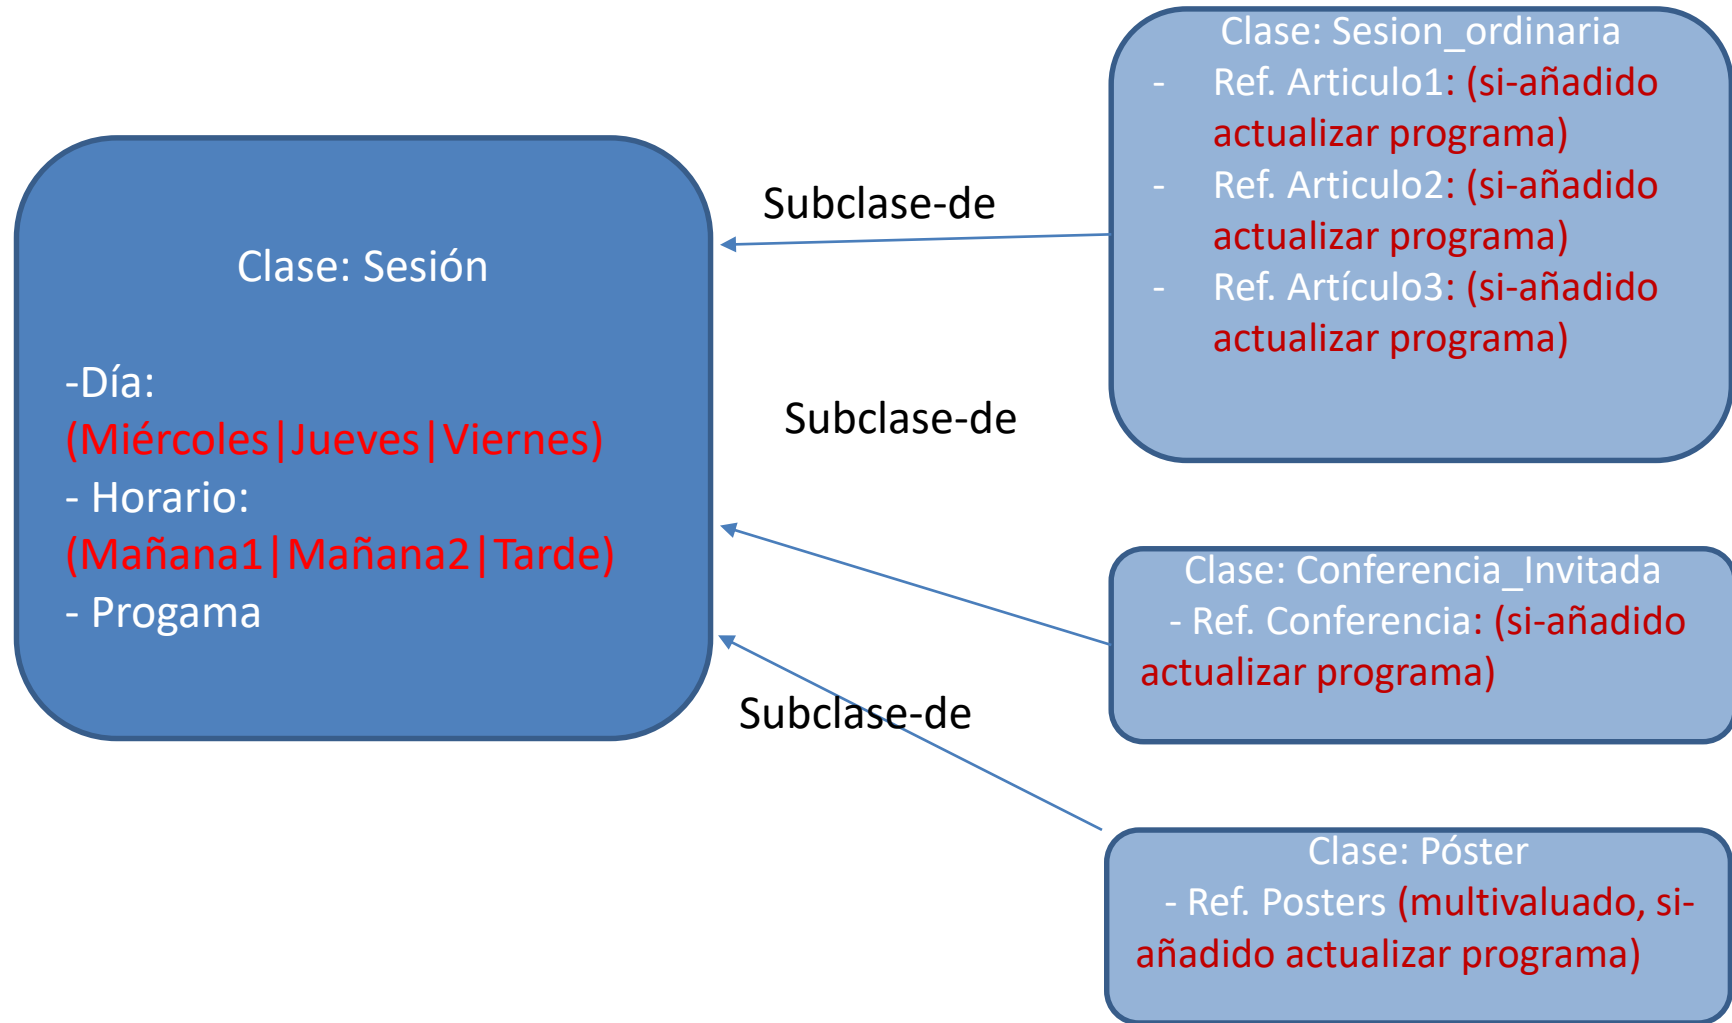 Clase: Sesión
-Día:
(Miércoles|Jueves|Viernes)
- Horario:
(Mañana1|Mañana2|Tarde)
- Progama
Subclase-de
Subclase-de
Subclase-de
Clase: Sesion_ordinaria
- Ref. Articulo1: (si-añadido
actualizar programa)
- Ref. Articulo2: (si-añadido
actualizar programa)
- Ref. Artículo3: (si-añadido
actualizar programa)
Clase: Conferencia_Invitada
- Ref. Conferencia: (si-añadido
actualizar programa)
Clase: Póster
- Ref. Posters (multivaluado, si-
añadido actualizar programa)